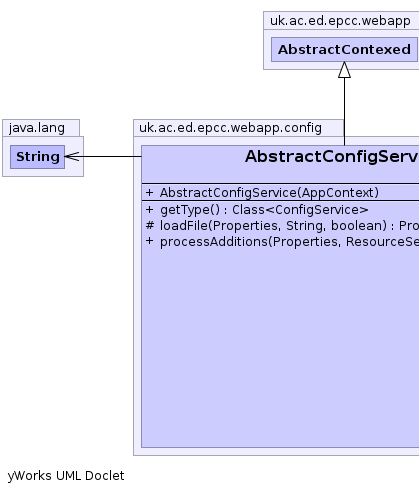 uk.ac.ed.epcc.webapp
AbstractContexed
java.lang
String
uk.ac.ed.epcc.webapp.config
AbstractConfigServ
+ AbstractConfigService(AppContext)
+ getType() : Class<ConfigService>
# loadFile(Properties, String, boolean) : Pro
+ processAdditions(Properties, ResourceSe
yWorks UML Doclet